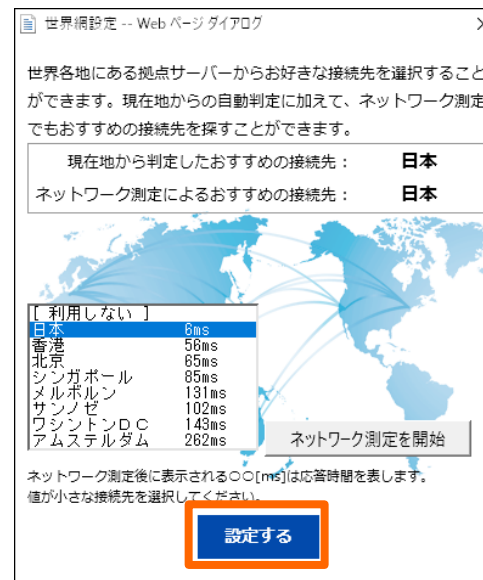 世界網設定 -- Web ページ ダイアログ
世界各地にある拠点サーバーからお好きな接続先を選択すること
ができます。現在地からの自動判定に加えて、ネットワーク測定
でもおすすめの接続先を探すことができます。
現在地から判定したおすすめの接続先： 日本
ネットワーク測定によるおすすめの接続先： 日本
[ 利用しない ]
日本 6ms
香港 56ms
北京 65ms
シンガポール 85ms
メルボルン 131ms
サンノゼ 102ms
ワシントンＤＣ 143ms
アムステルダム 262ms
ネットワーク測定を開始
ネットワーク測定後に表示される○○[ms]は応答時間を表します。
値が小さな接続先を選択してください。
設定する